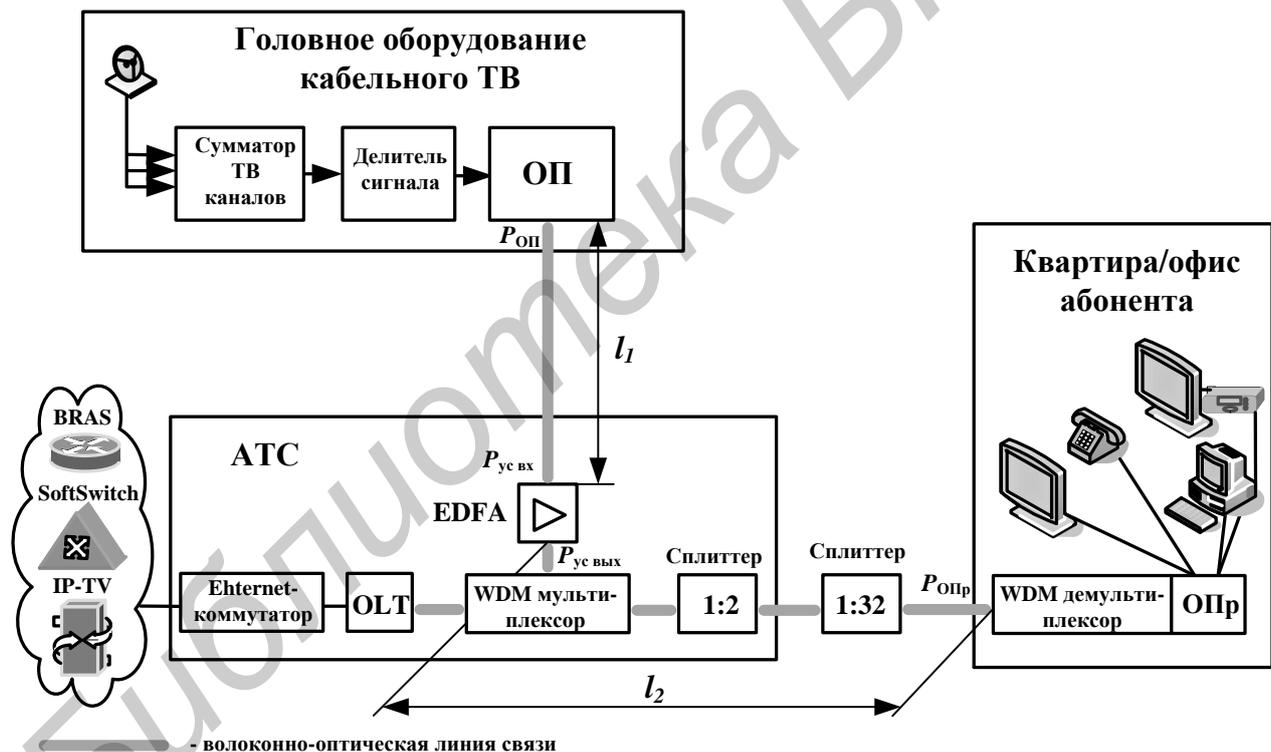 Головное оборудование
кабельного ТВ
Сумматор
ТВ
каналов
Делитель
сигнала
ОП
PОП
l1
Квартира/офис
абонента
BRAS
SoftSwitch
IP-TV
АТС
Pус вх
EDFA
Pус вых
Ehternet-
коммутатор
OLT
WDM мульти-
плексор
Сплиттер
1:2
Сплиттер
1:32
PОПр
WDM демульти-
плексор
ОПр
l2
- волоконно-оптическая линия связи
Библиотека